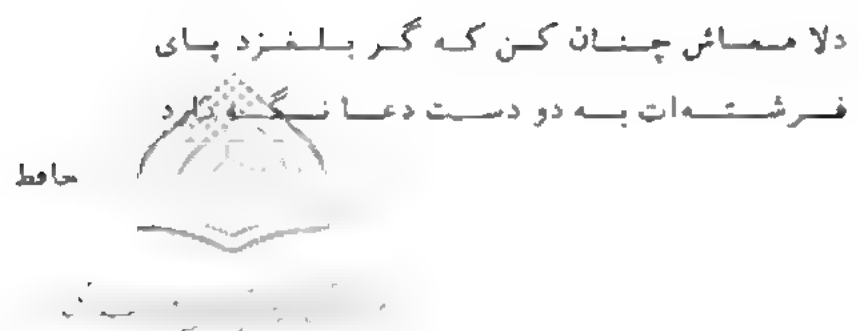 دلا معاش چنان کن که گر بلغزد پای
فرشته‌ات به دو دست دعا نگه دارد
حافظ